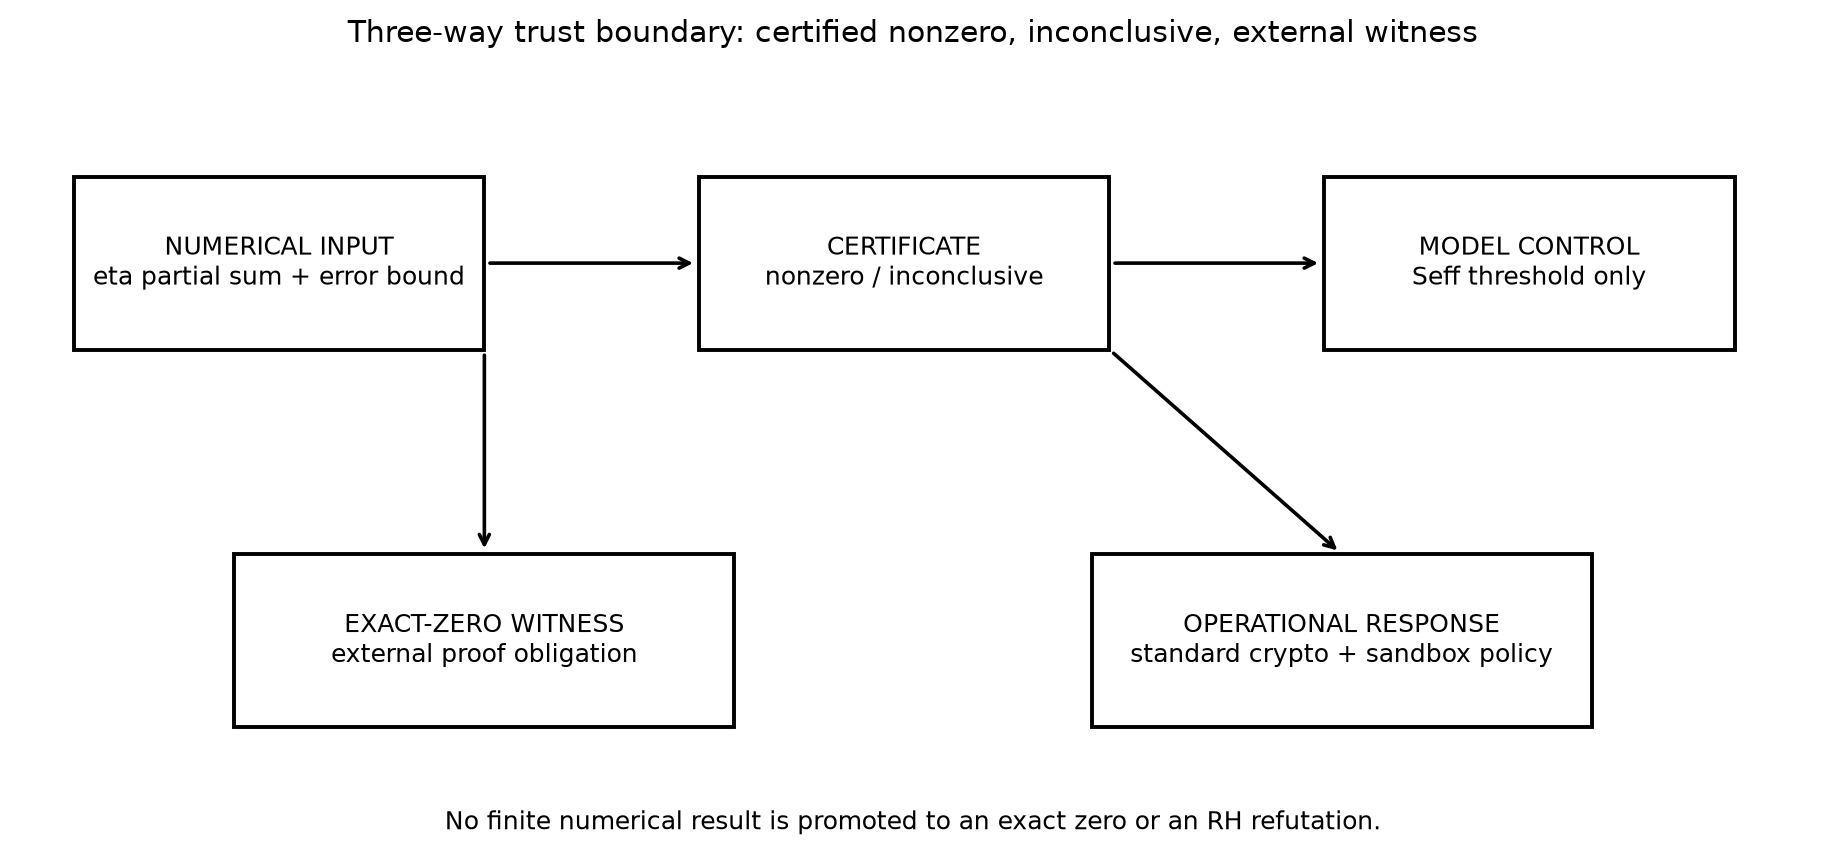 Three-way trust boundary: certified nonzero, inconclusive, external witness
NUMERICAL INPUT
eta partial sum + error bound
CERTIFICATE
nonzero / inconclusive
MODEL CONTROL
Seff threshold only
EXACT-ZERO WITNESS
external proof obligation
OPERATIONAL RESPONSE
standard crypto + sandbox policy
No finite numerical result is promoted to an exact zero or an RH refutation.